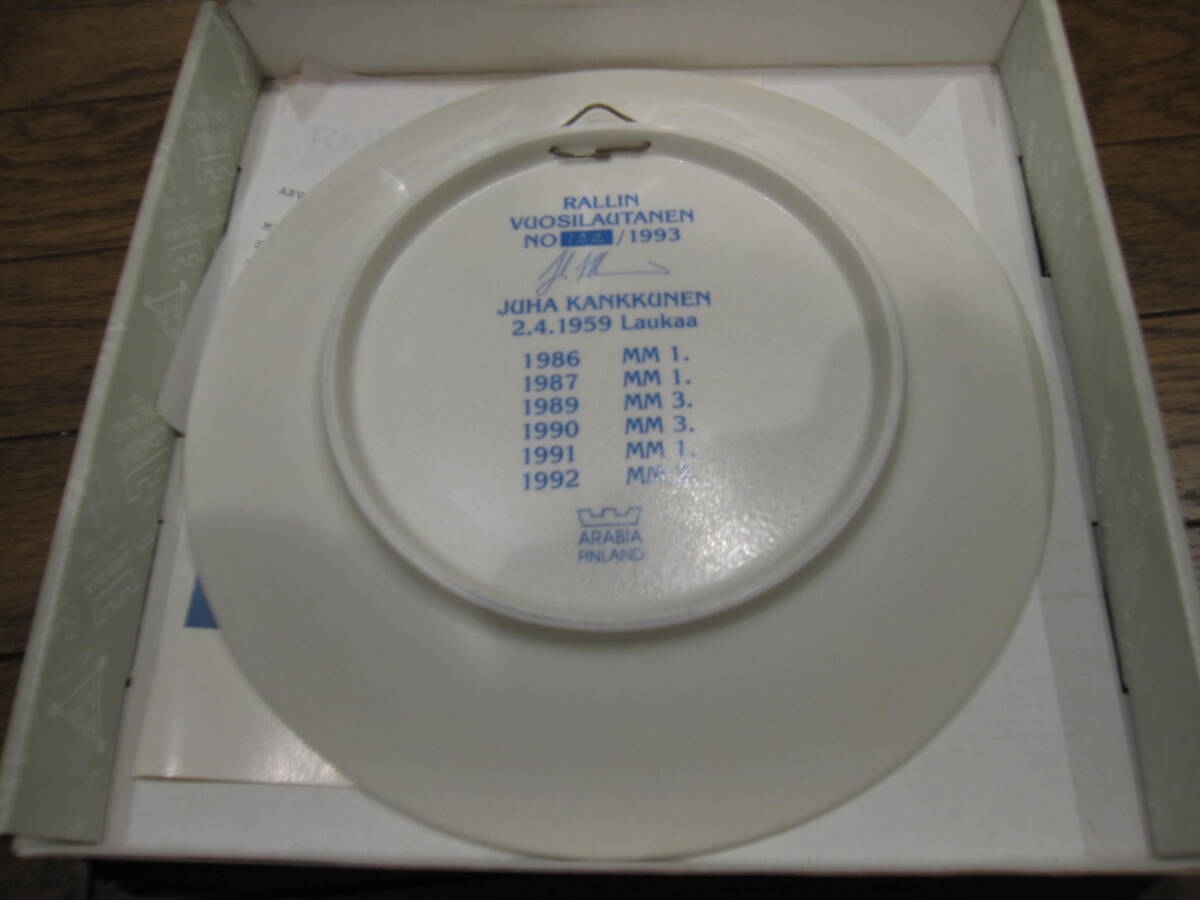 RALLIN
VUOSILAUTANEN
NO /1993
JUHA KANKKUNEN
2.4.1959 Laukaa
1986 MM 1.
1987 MM 1.
1989 MM 3.
1990 MM 3.
1991 MM 1.
1992 MM
ARABIA
FINLAND